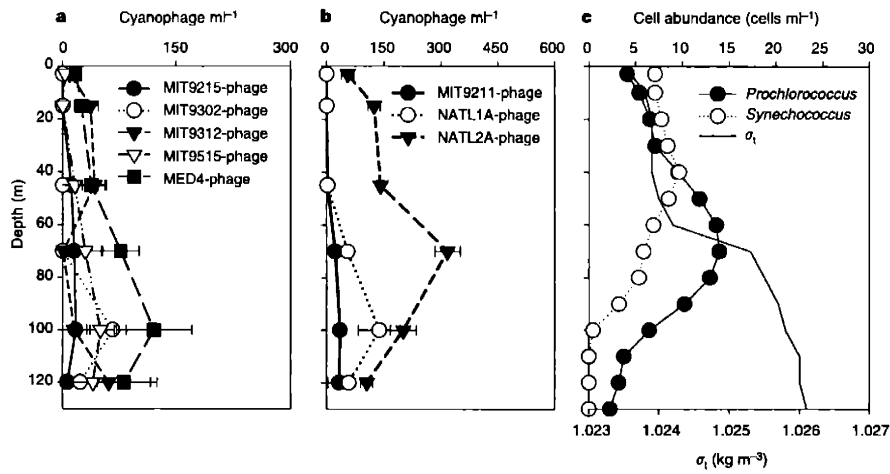 a Cyanophage ml⁻¹
0 150 300
0
20
40
60
80
100
120
Depth (m)
MIT9215-phage
MIT9302-phage
MIT9312-phage
MIT9515-phage
MED4-phage
b Cyanophage ml⁻¹
0 150 300 450 600
MIT9211-phage
NATL1A-phage
NATL2A-phage
c Cell abundance (cells ml⁻¹)
0 5 10 15 20 25 30
Prochlorococcus
Synechococcus
σt
1.023 1.024 1.025 1.026 1.027
σt (kg m⁻³)